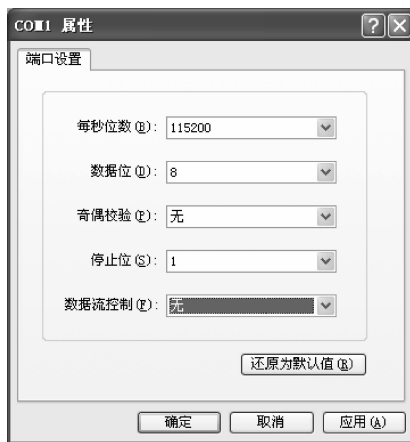 COM1 属性
端口设置
每秒位数(B): 115200
数据位(D): 8
奇偶校验(P): 无
停止位(S): 1
数据流控制(F): 无
还原为默认值(R)
确定 取消 应用(A)